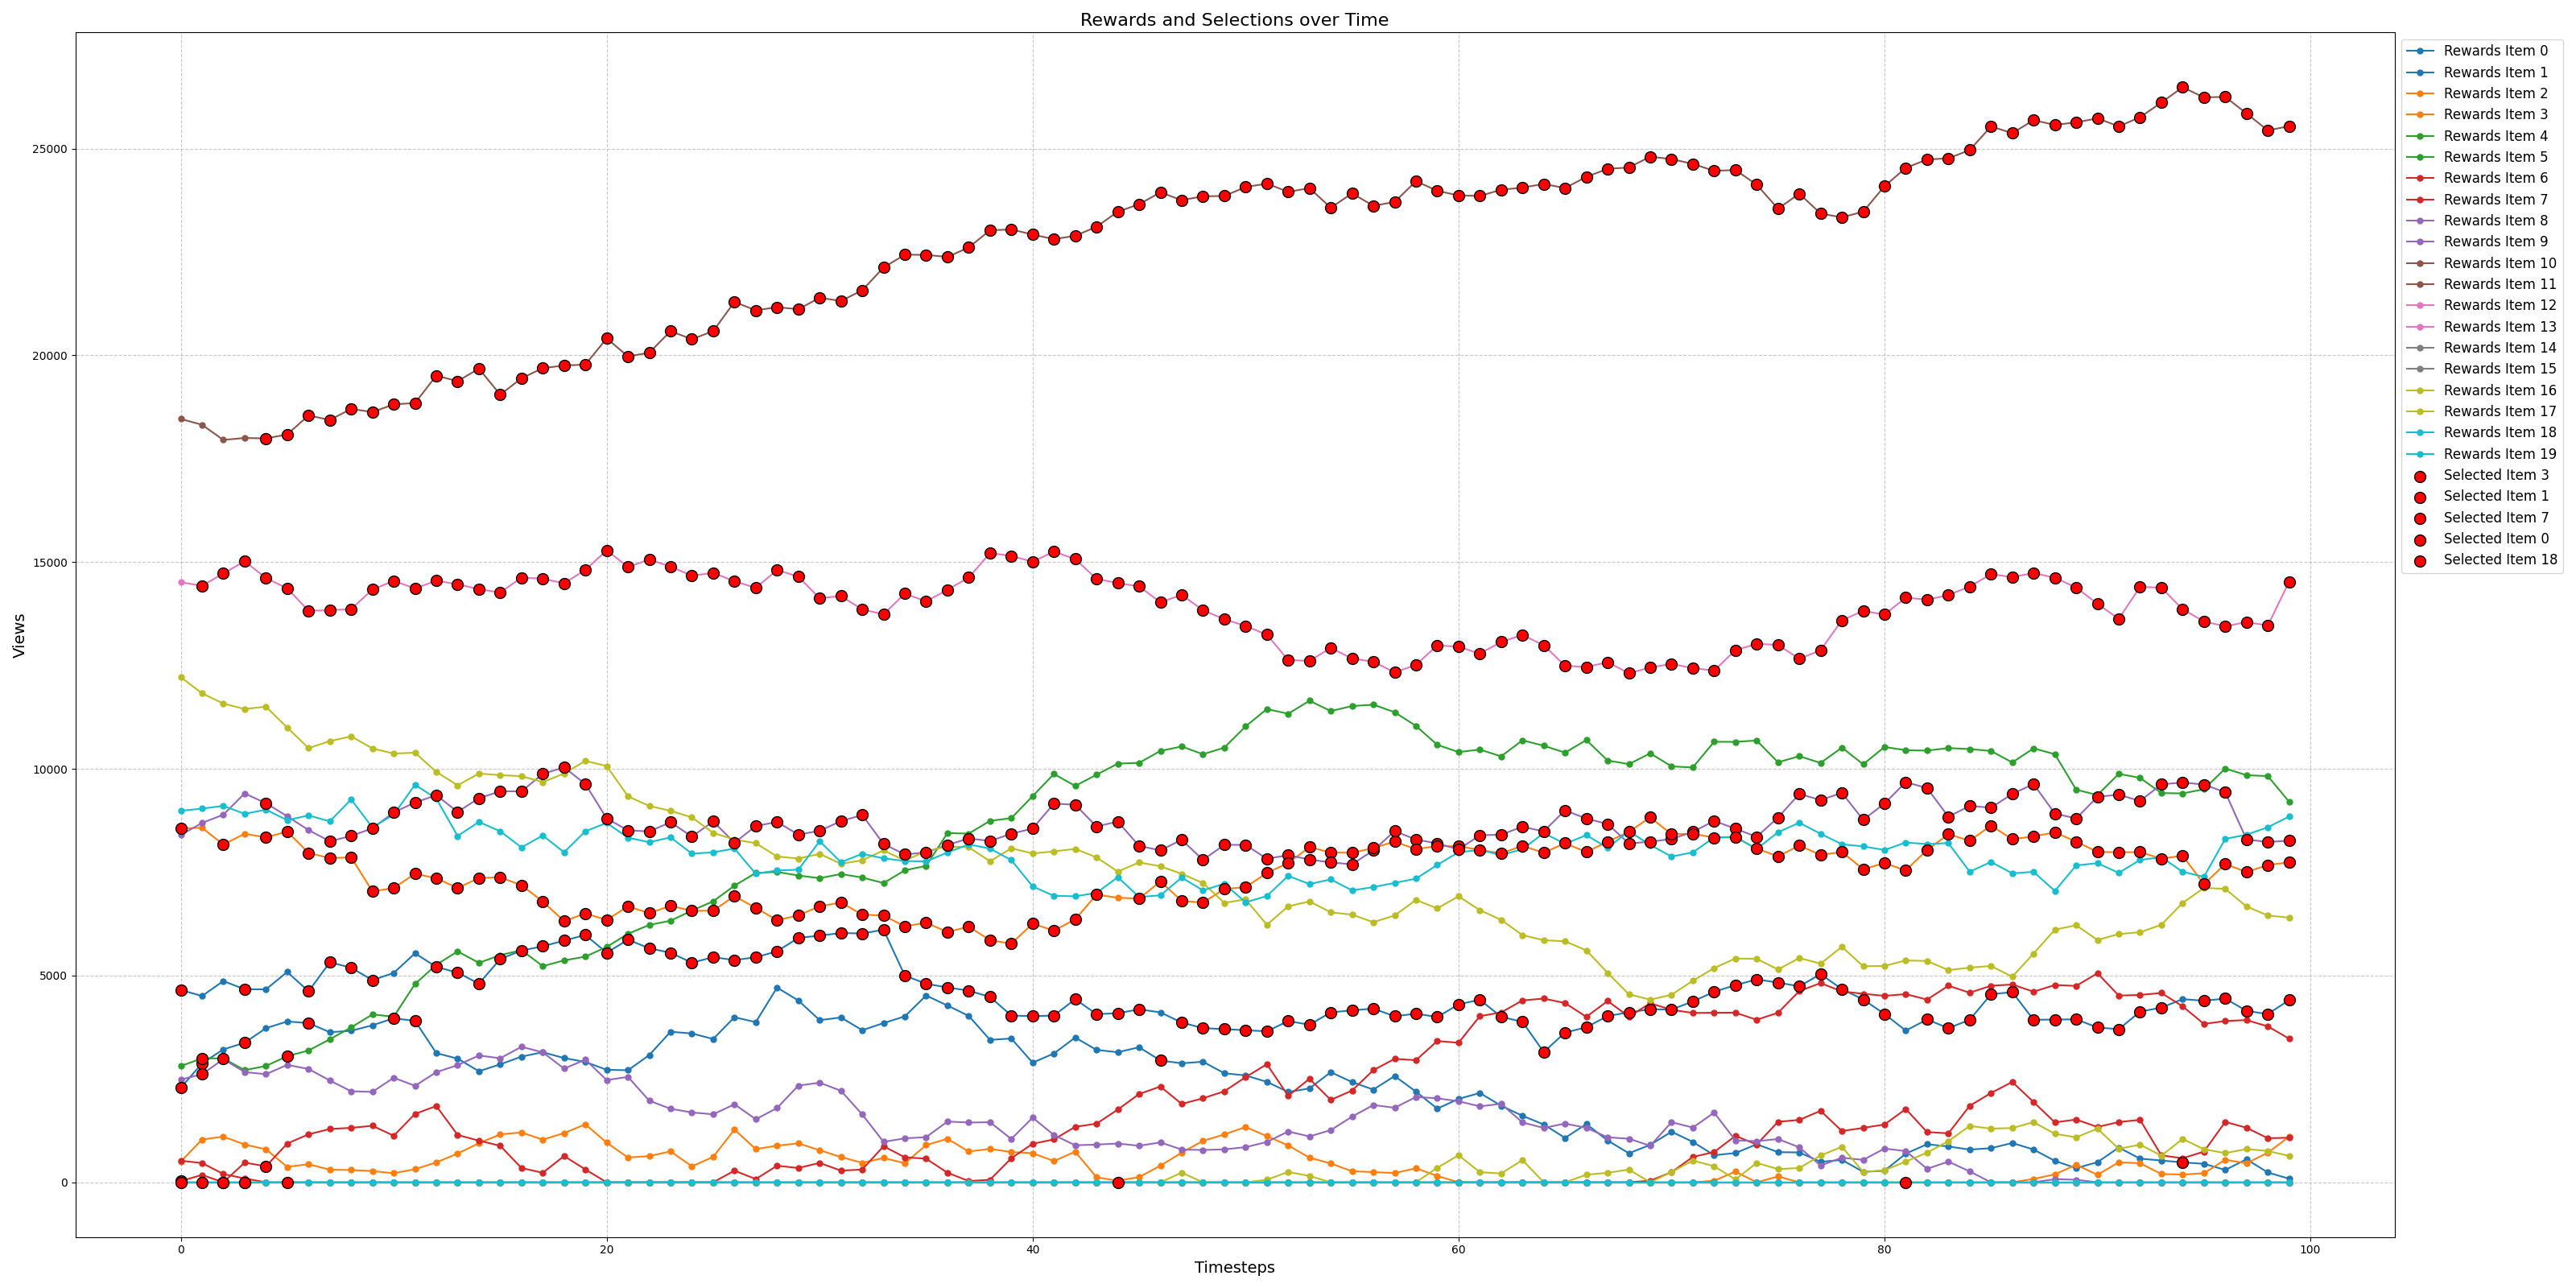 Rewards and Selections over Time
Views
25000
20000
15000
10000
5000
0
0
20
40
60
80
100
Timesteps
Rewards Item 0
Rewards Item 1
Rewards Item 2
Rewards Item 3
Rewards Item 4
Rewards Item 5
Rewards Item 6
Rewards Item 7
Rewards Item 8
Rewards Item 9
Rewards Item 10
Rewards Item 11
Rewards Item 12
Rewards Item 13
Rewards Item 14
Rewards Item 15
Rewards Item 16
Rewards Item 17
Rewards Item 18
Rewards Item 19
Selected Item 3
Selected Item 1
Selected Item 7
Selected Item 0
Selected Item 18